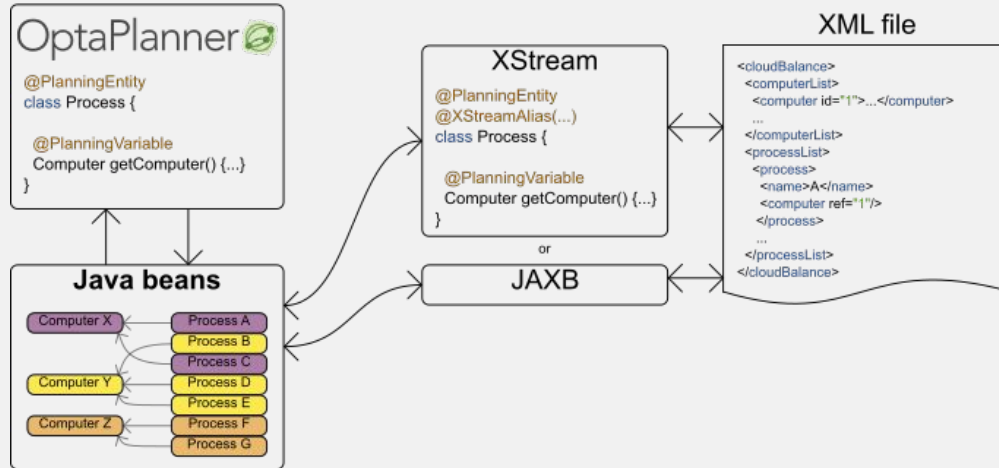 OptaPlanner
@PlanningEntity
class Process {
@PlanningVariable
Computer getComputer() {...}
}
Java beans
Computer X
Computer Y
Computer Z
Process A
Process B
Process C
Process D
Process E
Process F
Process G
XStream
@PlanningEntity
@XStreamAlias(...)
class Process {
@PlanningVariable
Computer getComputer() {...}
}
or
JAXB
XML file
<cloudBalance>
<computerList>
<computer id="1">...</computer>
...
</computerList>
<processList>
<process>
<name>A</name>
<computer ref="1"/>
</process>
...
</processList>
</cloudBalance>